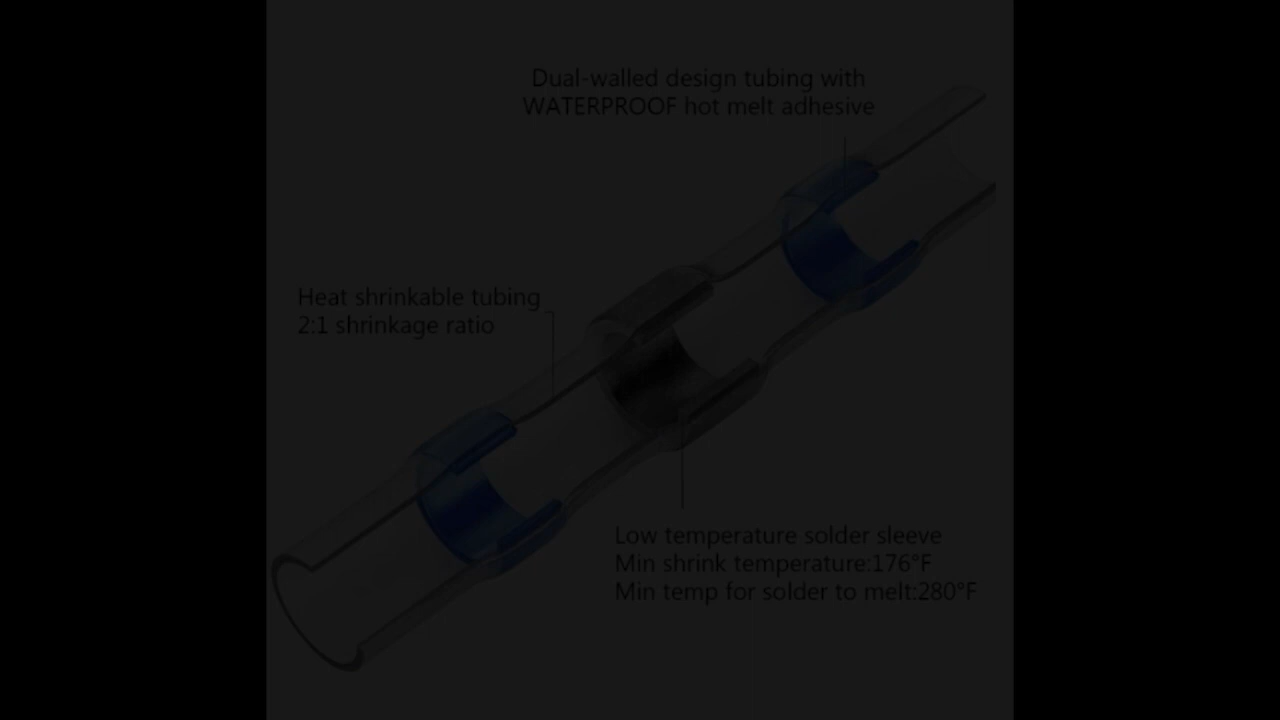 Dual-walled design tubing with
WATERPROOF hot melt adhesive
Heat shrinkable tubing
2:1 shrinkage ratio
Low temperature solder sleeve
Min shrink temperature:176°F
Min temp for solder to melt:280°F